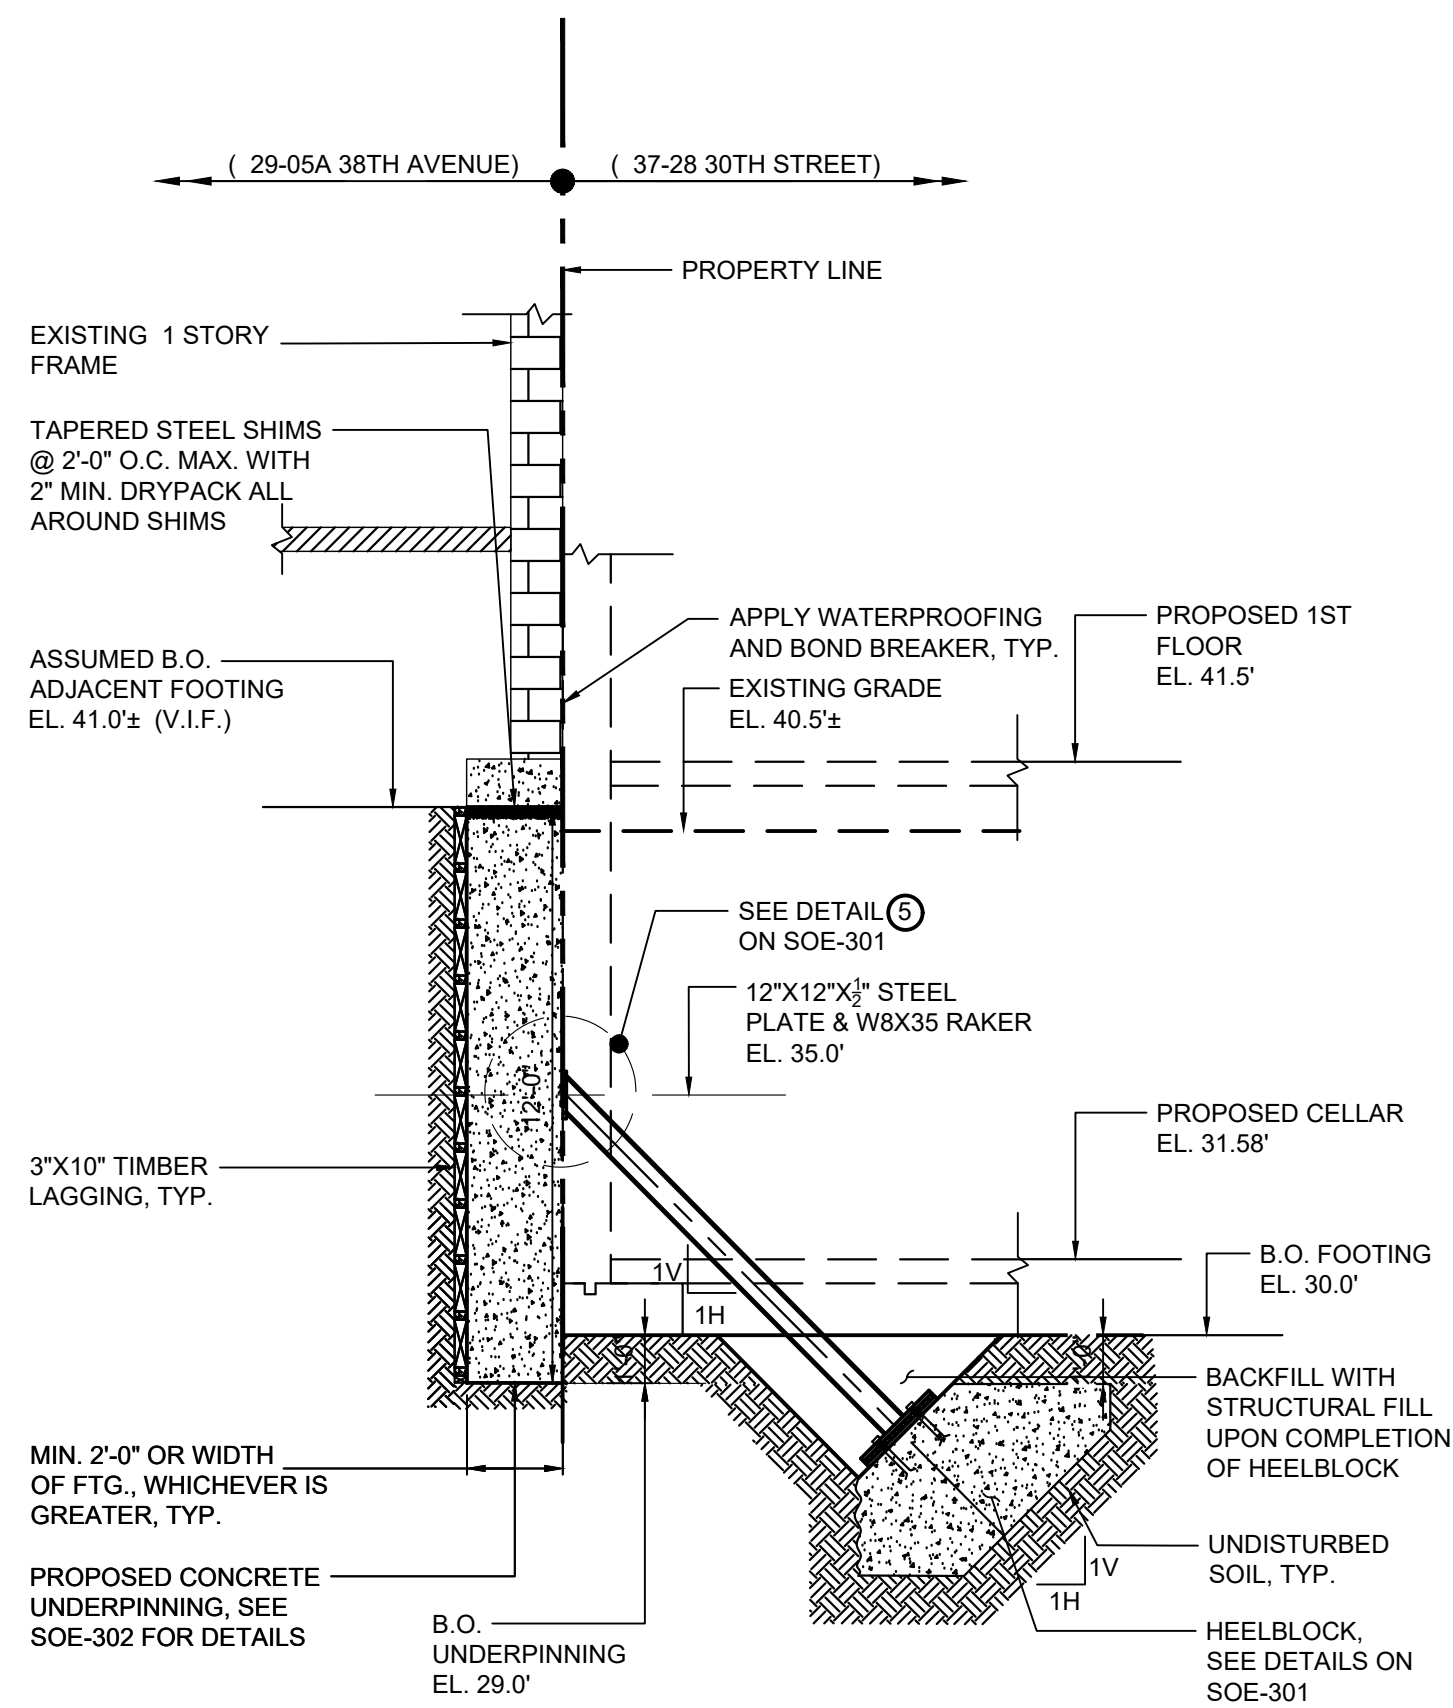 ( 29-05A 38TH AVENUE)
( 37-28 30TH STREET)
PROPERTY LINE
EXISTING 1 STORY
FRAME
TAPERED STEEL SHIMS
@ 2'-0" O.C. MAX. WITH
2" MIN. DRYPACK ALL
AROUND SHIMS
APPLY WATERPROOFING
AND BOND BREAKER, TYP.
PROPOSED 1ST
FLOOR
EL. 41.5'
ASSUMED B.O.
ADJACENT FOOTING
EL. 41.0'± (V.I.F.)
EXISTING GRADE
EL. 40.5'±
SEE DETAIL 5
ON SOE-301
12"X12"X½" STEEL
PLATE & W8X35 RAKER
EL. 35.0'
12'-0"
PROPOSED CELLAR
EL. 31.58'
3"X10" TIMBER
LAGGING, TYP.
B.O. FOOTING
EL. 30.0'
1V
1H
1'-0"
BACKFILL WITH
STRUCTURAL FILL
UPON COMPLETION
OF HEELBLOCK
MIN. 2'-0" OR WIDTH
OF FTG., WHICHEVER IS
GREATER, TYP.
UNDISTURBED
SOIL, TYP.
1V
1H
PROPOSED CONCRETE
UNDERPINNING, SEE
SOE-302 FOR DETAILS
B.O.
UNDERPINNING
EL. 29.0'
HEELBLOCK,
SEE DETAILS ON
SOE-301